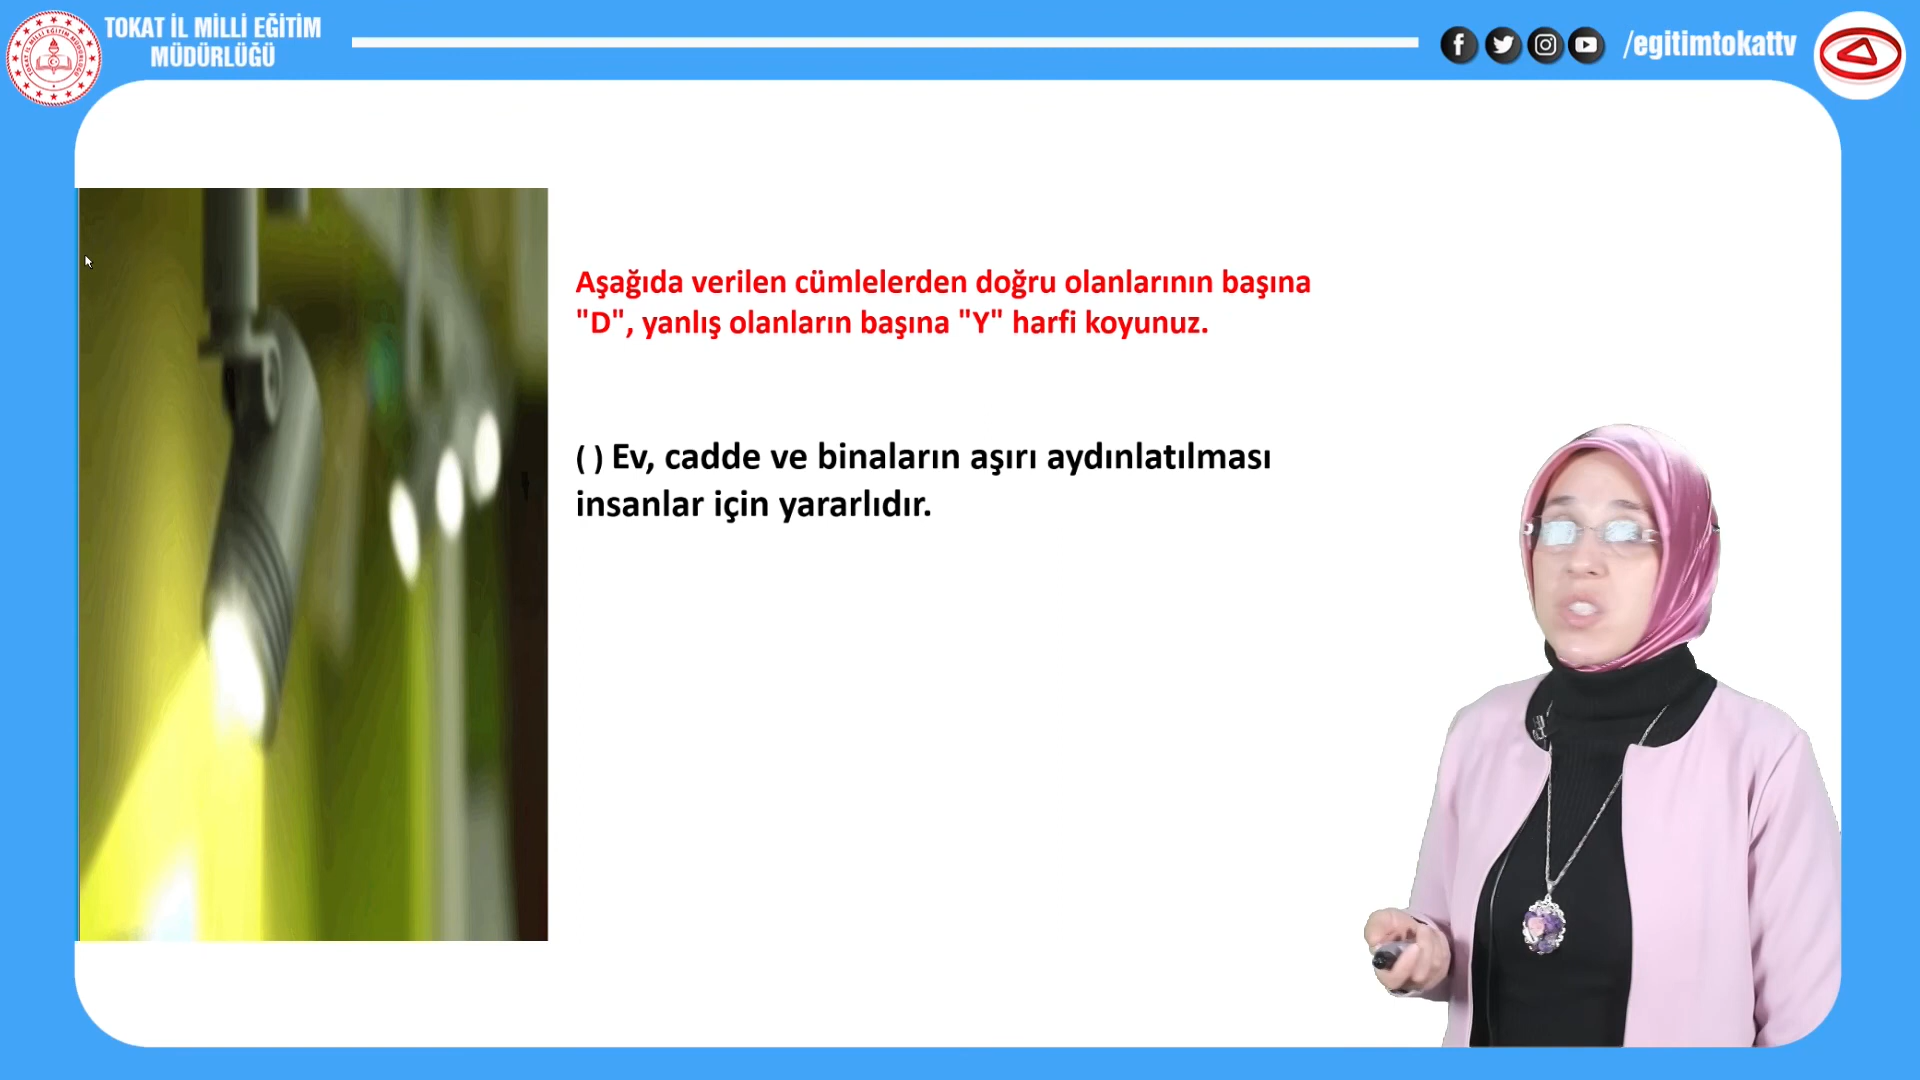 TOKAT İL MİLLİ EĞİTİM
MÜDÜRLÜĞÜ
/egitimtokattv
Aşağıda verilen cümlelerden doğru olanlarının başına
"D", yanlış olanların başına "Y" harfi koyunuz.
( ) Ev, cadde ve binaların aşırı aydınlatılması
insanlar için yararlıdır.